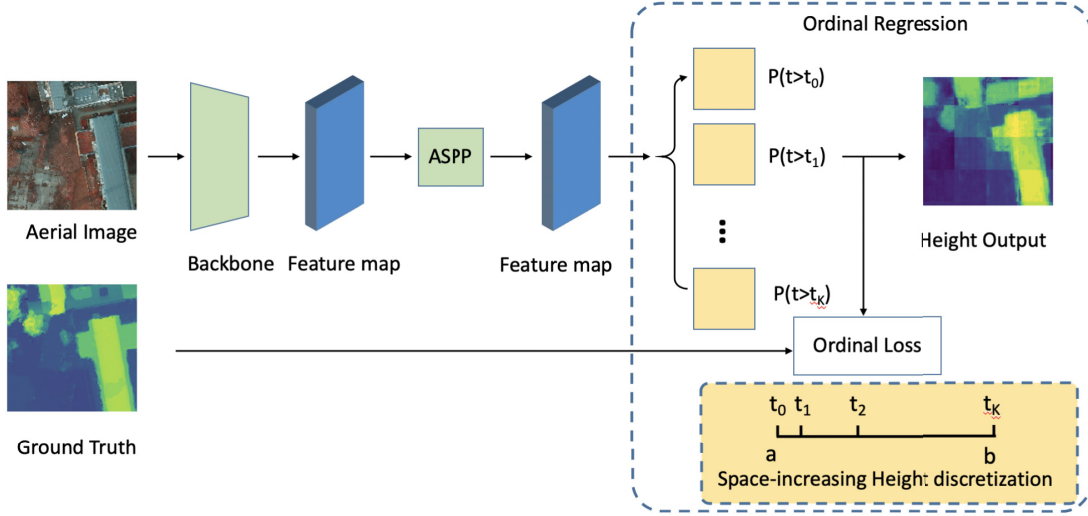 Ordinal Regression
P(t>t0)
ASPP
P(t>t1)
Aerial Image
Backbone
Feature map
Feature map
Height Output
P(t>tK)
Ordinal Loss
t0 t1 t2 tK
a b
Ground Truth
Space-increasing Height discretization